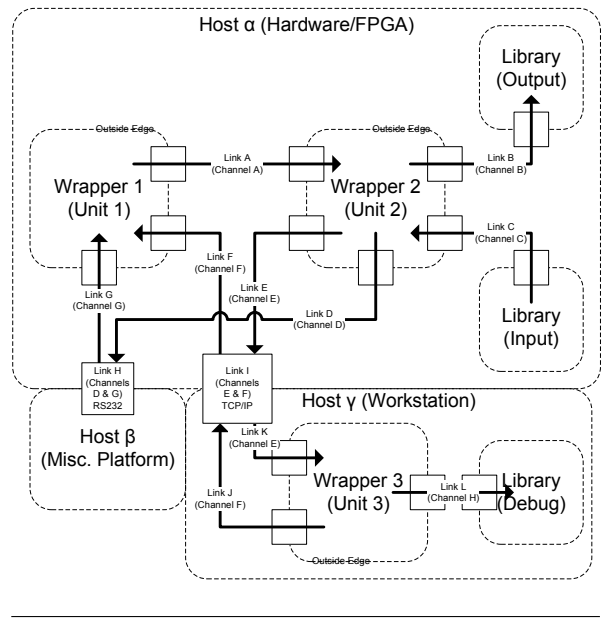 Host α (Hardware/FPGA)
Library
(Output)
Outside Edge
Outside Edge
Link A
(Channel A)
Link B
(Channel B)
Wrapper 1
(Unit 1)
Wrapper 2
(Unit 2)
Link C
(Channel C)
Link F
(Channel F)
Link G
(Channel G)
Link E
(Channel E)
Link D
(Channel D)
Library
(Input)
Link H
(Channels
D & G)
RS232
Link I
(Channels
E & F)
TCP/IP
Host γ (Workstation)
Host β
(Misc. Platform)
Link K
(Channel E)
Link J
(Channel F)
Wrapper 3
(Unit 3)
Link L
(Channel H)
Library
(Debug)
Outside Edge